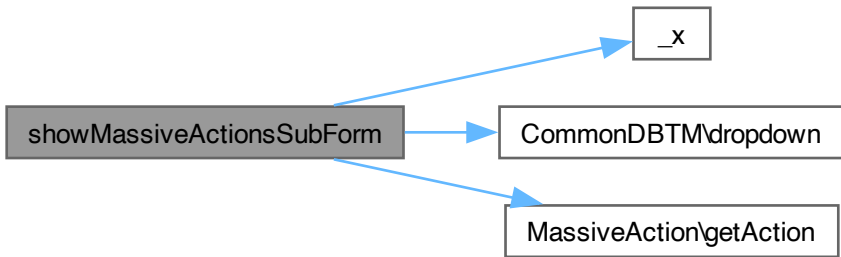 _x
showMassiveActionsSubForm
CommonDBTM\dropdown
MassiveAction\getAction